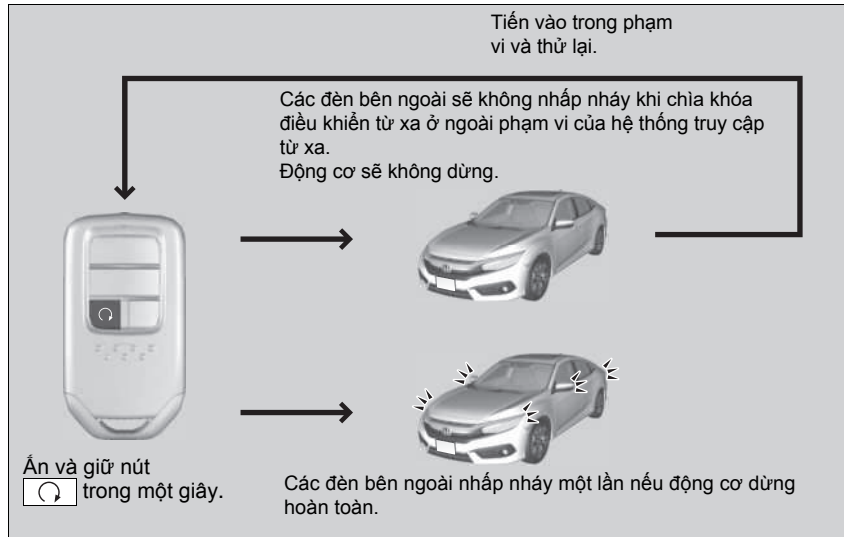 Tiến vào trong phạm
vi và thử lại.
Các đèn bên ngoài sẽ không nhấp nháy khi chìa khóa
điều khiển từ xa ở ngoài phạm vi của hệ thống truy cập
từ xa.
Động cơ sẽ không dừng.
Ấn và giữ nút
trong một giây.
Các đèn bên ngoài nhấp nháy một lần nếu động cơ dừng
hoàn toàn.